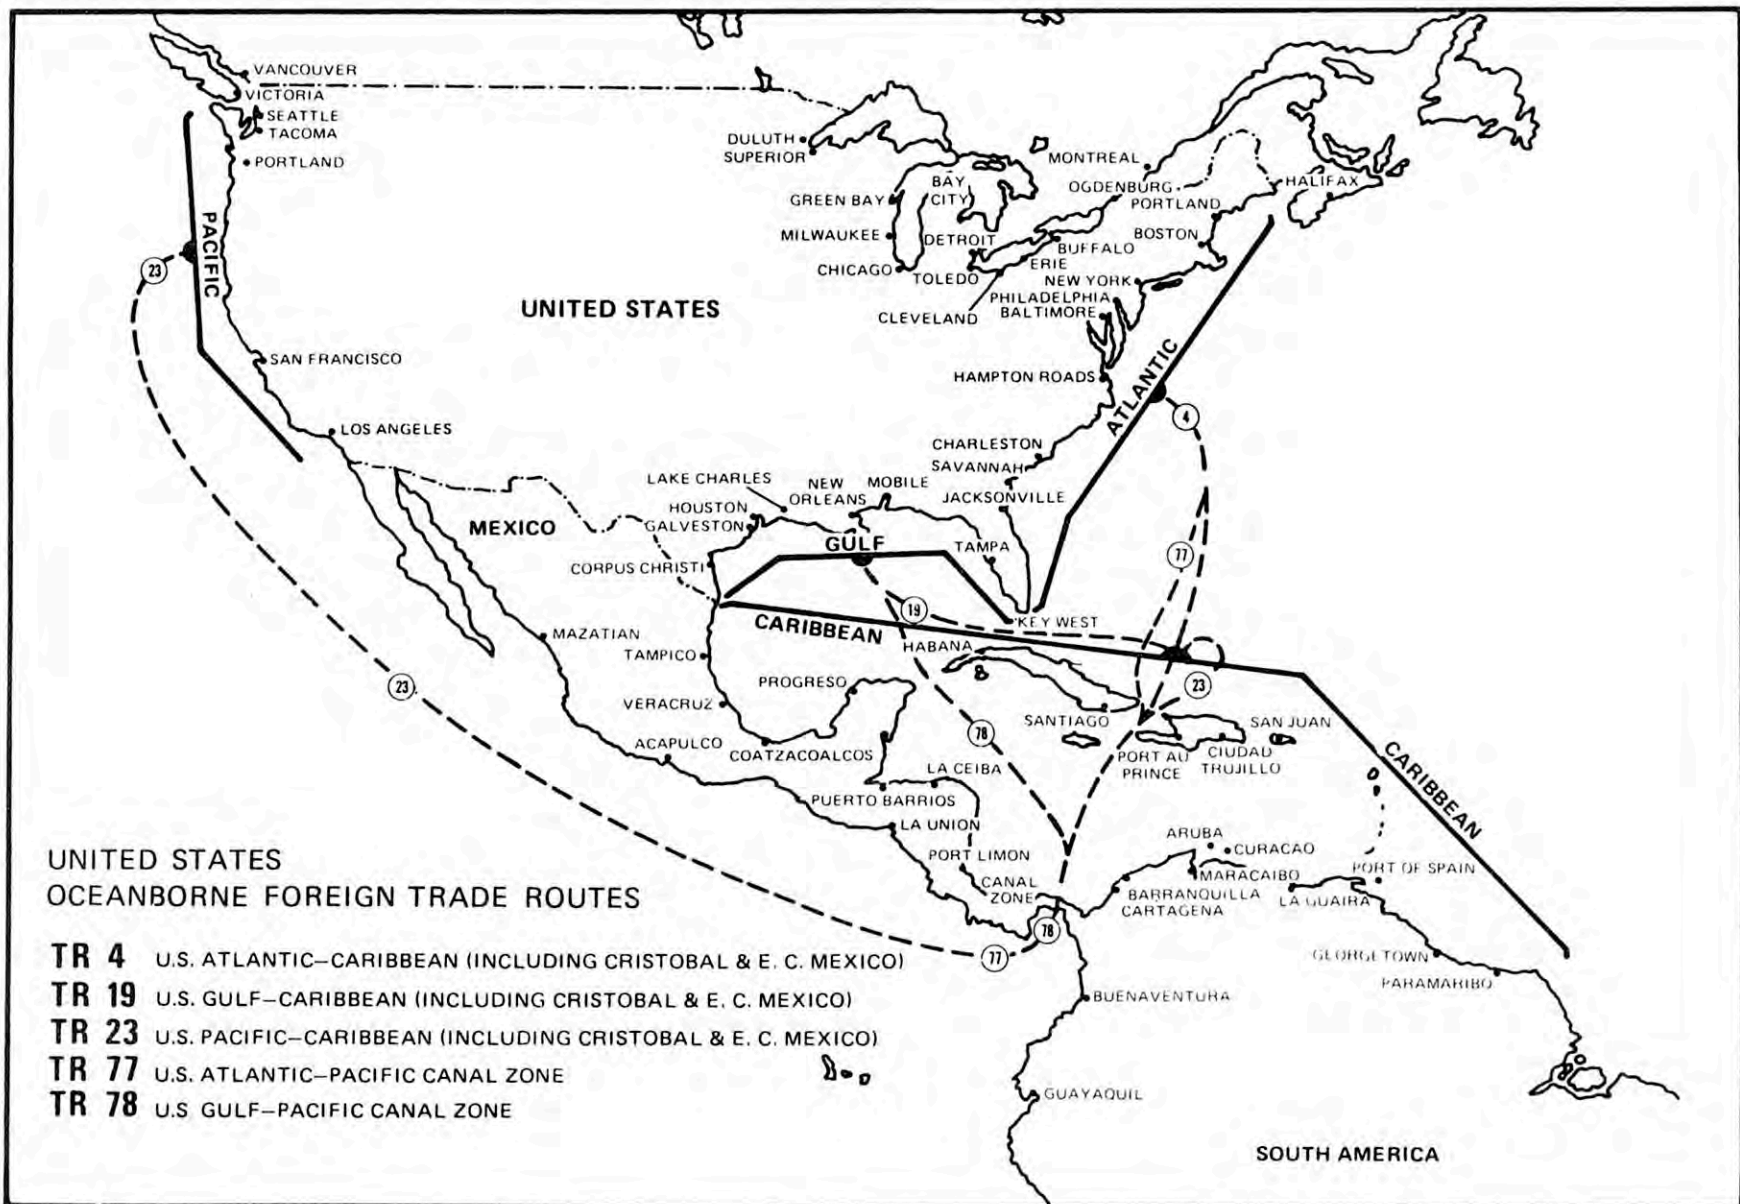 VANCOUVER
VICTORIA
SEATTLE
TACOMA
PORTLAND
PACIFIC
23
SAN FRANCISCO
LOS ANGELES
DULUTH
SUPERIOR
GREEN BAY
BAY
CITY
MILWAUKEE
DETROIT
CHICAGO
TOLEDO
CLEVELAND
ERIE
BUFFALO
MONTREAL
OGDENBURG
PORTLAND
HALIFAX
BOSTON
NEW YORK
PHILADELPHIA
BALTIMORE
UNITED STATES
HAMPTON ROADS
ATLANTIC
4
CHARLESTON
SAVANNAH
JACKSONVILLE
LAKE CHARLES
NEW
ORLEANS
MOBILE
HOUSTON
GALVESTON
MEXICO
GULF
TAMPA
CORPUS CHRISTI
77
19
KEY WEST
CARIBBEAN
HABANA
MAZATIAN
TAMPICO
PROGRESO
23
23
VERACRUZ
SANTIAGO
SAN JUAN
78
ACAPULCO
COATZACOALCOS
PORT AU
PRINCE
CIUDAD
TRUJILLO
LA CEIBA
PUERTO BARRIOS
CARIBBEAN
LA UNION
ARUBA
CURACAO
PORT LIMON
MARACAIBO
PORT OF SPAIN
CANAL
ZONE
BARRANQUILLA
CARTAGENA
LA GUAIRA
78
77
GEORGETOWN
PARAMARIBO
BUENAVENTURA
GUAYAQUIL
SOUTH AMERICA
UNITED STATES
OCEANBORNE FOREIGN TRADE ROUTES
TR 4 U.S. ATLANTIC–CARIBBEAN (INCLUDING CRISTOBAL & E. C. MEXICO)
TR 19 U.S. GULF–CARIBBEAN (INCLUDING CRISTOBAL & E. C. MEXICO)
TR 23 U.S. PACIFIC–CARIBBEAN (INCLUDING CRISTOBAL & E. C. MEXICO)
TR 77 U.S. ATLANTIC–PACIFIC CANAL ZONE
TR 78 U.S GULF–PACIFIC CANAL ZONE